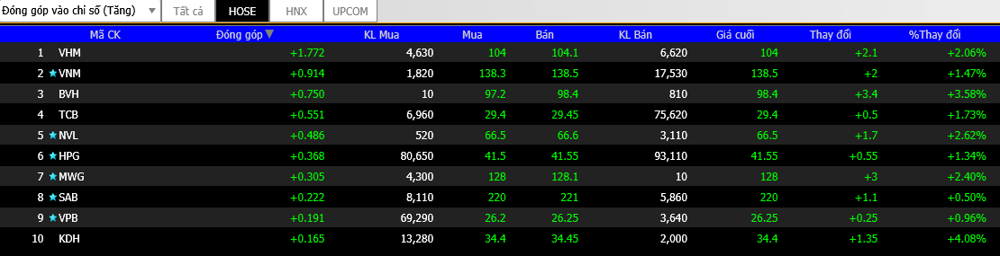 Đóng góp vào chỉ số (Tăng) Tất cả HOSE HNX UPCOM
Mã CK Đóng góp KL Mua Mua Bán KL Bán Giá cuối Thay đổi %Thay đổi
1 VHM +1.772 4,630 104 104.1 6,620 104 +2.1 +2.06%
2 VNM +0.914 1,820 138.3 138.5 17,530 138.5 +2 +1.47%
3 BVH +0.750 10 97.2 98.4 810 98.4 +3.4 +3.58%
4 TCB +0.551 6,960 29.4 29.45 75,620 29.4 +0.5 +1.73%
5 NVL +0.486 520 66.5 66.6 3,110 66.5 +1.7 +2.62%
6 HPG +0.368 80,650 41.5 41.55 93,110 41.55 +0.55 +1.34%
7 MWG +0.305 4,300 128 128.1 10 128 +3 +2.40%
8 SAB +0.222 8,110 220 221 5,860 220 +1.1 +0.50%
9 VPB +0.191 69,290 26.2 26.25 3,640 26.25 +0.25 +0.96%
10 KDH +0.165 13,280 34.4 34.45 2,000 34.4 +1.35 +4.08%